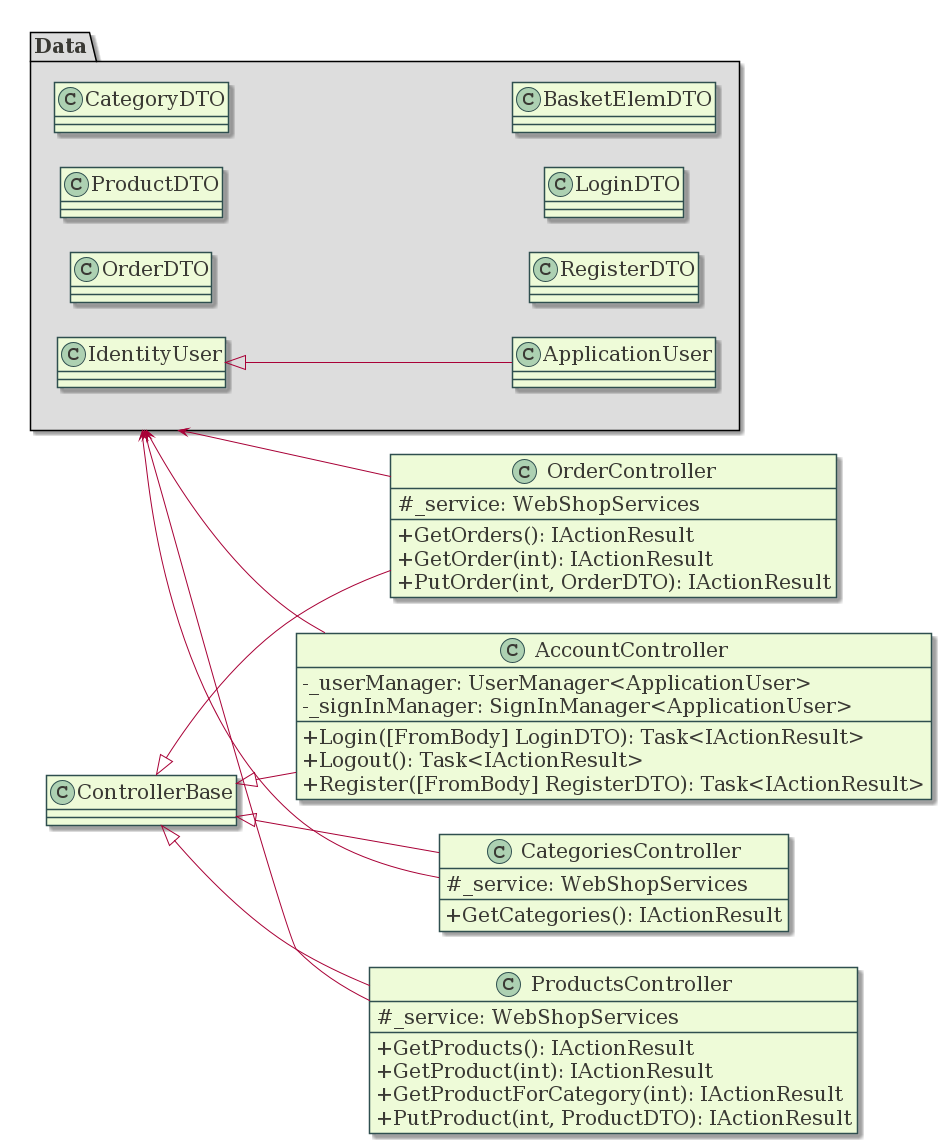 Data
C CategoryDTO
C BasketElemDTO
C ProductDTO
C LoginDTO
C OrderDTO
C RegisterDTO
C IdentityUser
C ApplicationUser
C OrderController
#_service: WebShopServices
+GetOrders(): IActionResult
+GetOrder(int): IActionResult
+PutOrder(int, OrderDTO): IActionResult
C AccountController
-_userManager: UserManager<ApplicationUser>
-_signInManager: SignInManager<ApplicationUser>
+Login([FromBody] LoginDTO): Task<IActionResult>
+Logout(): Task<IActionResult>
+Register([FromBody] RegisterDTO): Task<IActionResult>
C ControllerBase
C CategoriesController
#_service: WebShopServices
+GetCategories(): IActionResult
C ProductsController
#_service: WebShopServices
+GetProducts(): IActionResult
+GetProduct(int): IActionResult
+GetProductForCategory(int): IActionResult
+PutProduct(int, ProductDTO): IActionResult